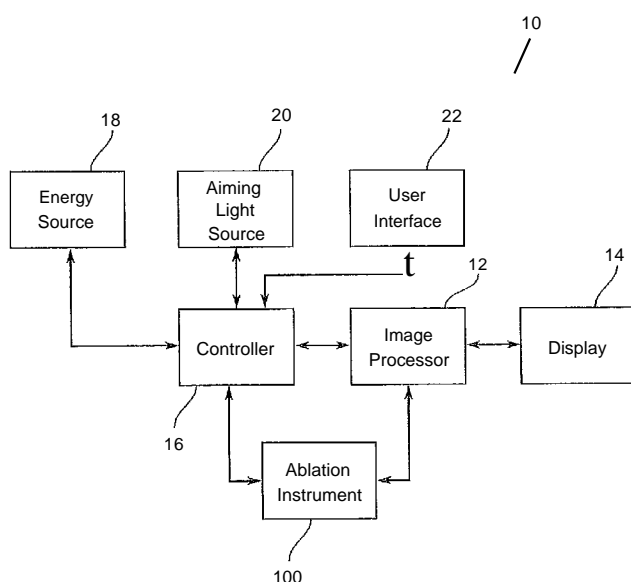 10
18
20
22
Energy
Source
Aiming
Light
Source
User
Interface
t
12
14
Controller
Image
Processor
Display
16
Ablation
Instrument
100